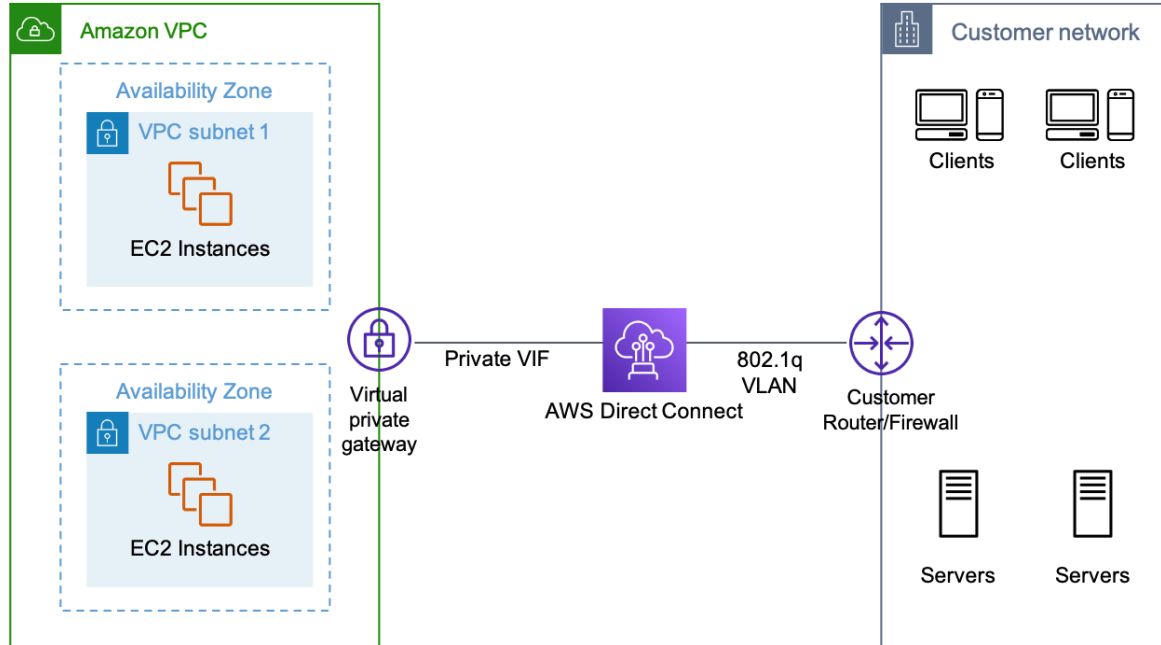 Amazon VPC
Availability Zone
VPC subnet 1
EC2 Instances
Availability Zone
VPC subnet 2
EC2 Instances
Virtual
private
gateway
Private VIF
AWS Direct Connect
802.1q
VLAN
Customer
Router/Firewall
Customer network
Clients
Clients
Servers
Servers